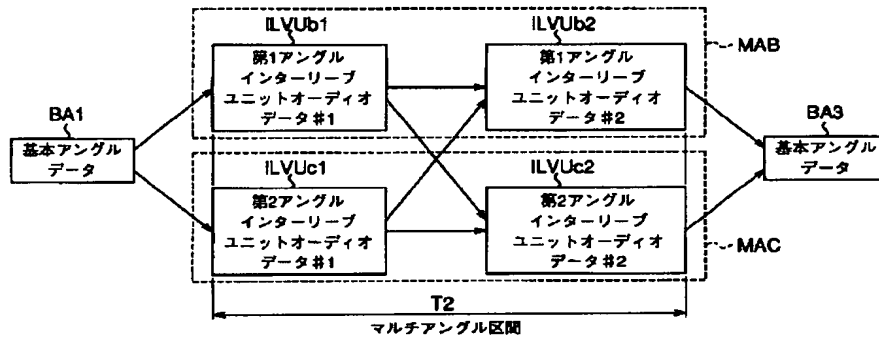 ILVUb1
ILVUb2
第1アングル
インターリーブ
ユニットオーディオ
データ#1
第1アングル
インターリーブ
ユニットオーディオ
データ#2
MAB
BA1
基本アングル
データ
BA3
基本アングル
データ
ILVUc1
ILVUc2
第2アングル
インターリーブ
ユニットオーディオ
データ#1
第2アングル
インターリーブ
ユニットオーディオ
データ#2
MAC
T2
マルチアングル区間